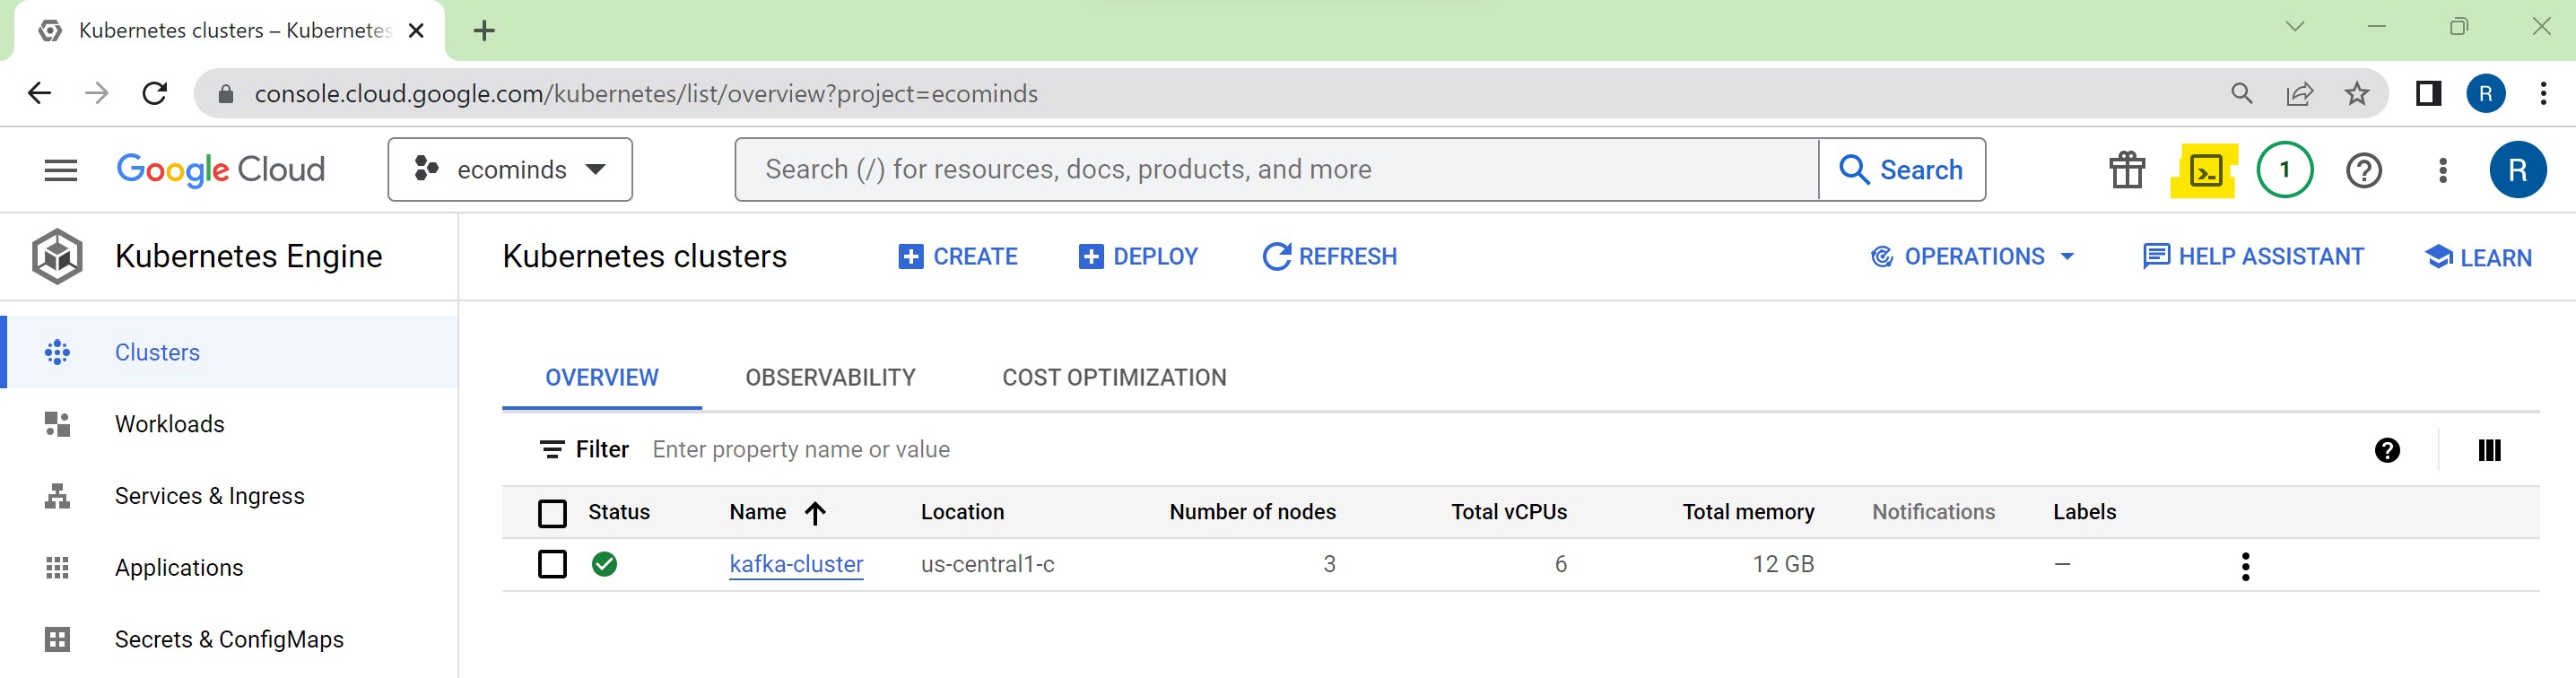 Kubernetes clusters – Kubernetes
console.cloud.google.com/kubernetes/list/overview?project=ecominds
R
Google Cloud
ecominds
Search (/) for resources, docs, products, and more
Search
1
R
Kubernetes Engine
Kubernetes clusters
CREATE
DEPLOY
REFRESH
OPERATIONS
HELP ASSISTANT
LEARN
Clusters
Workloads
Services & Ingress
Applications
Secrets & ConfigMaps
OVERVIEW
OBSERVABILITY
COST OPTIMIZATION
Filter Enter property name or value
Status Name Location Number of nodes Total vCPUs Total memory Notifications Labels
kafka-cluster us-central1-c 3 6 12 GB –